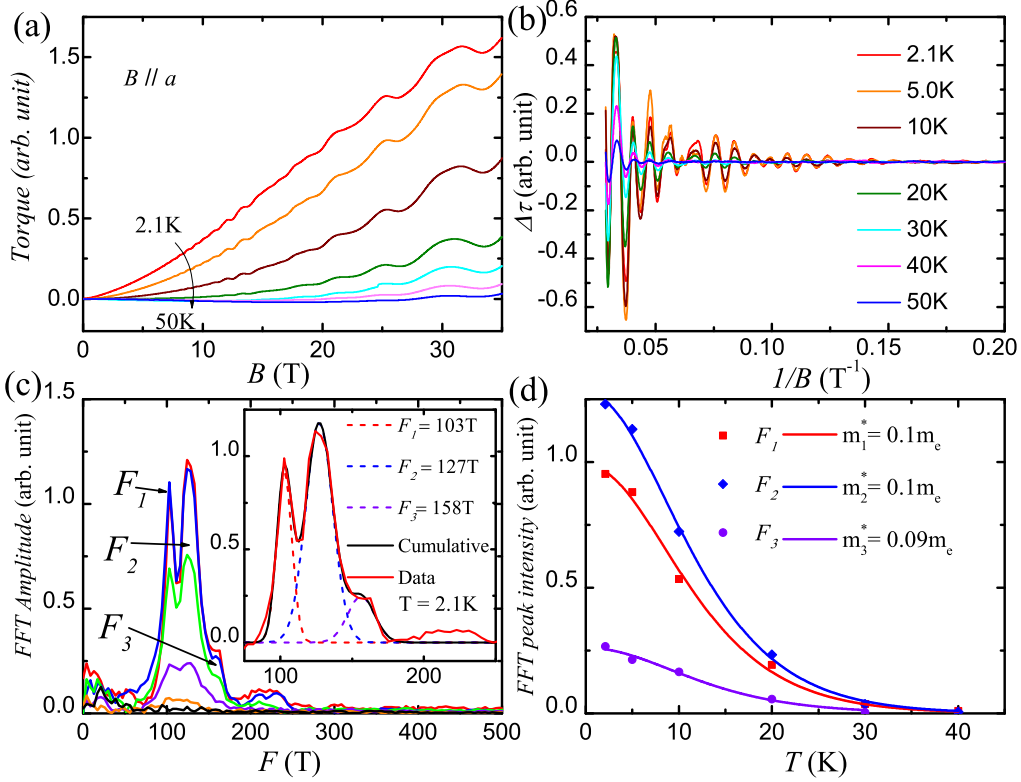 (a)
1.5
1.0
0.5
0.0
Torque (arb. unit)
B // a
2.1K
50K
0
10
20
30
B (T)
(b)
0.6
0.4
0.2
0.0
-0.2
-0.4
-0.6
Δτ (arb. unit)
2.1K
5.0K
10K
20K
30K
40K
50K
0.05
0.10
0.15
0.20
1/B (T⁻¹)
(c)
1.5
1.0
0.5
0.0
FFT Amplitude (arb. unit)
F₁
F₂
F₃
0
100
200
300
400
500
F (T)
1.0
0.5
0.0
100
200
F₁ = 103T
F₂ = 127T
F₃ = 158T
Cumulative
Data
T = 2.1K
(d)
1.0
0.5
0.0
FFT peak intensity (arb. unit)
F₁ m₁* = 0.1mₑ
F₂ m₂* = 0.1mₑ
F₃ m₃* = 0.09mₑ
0
10
20
30
40
T (K)